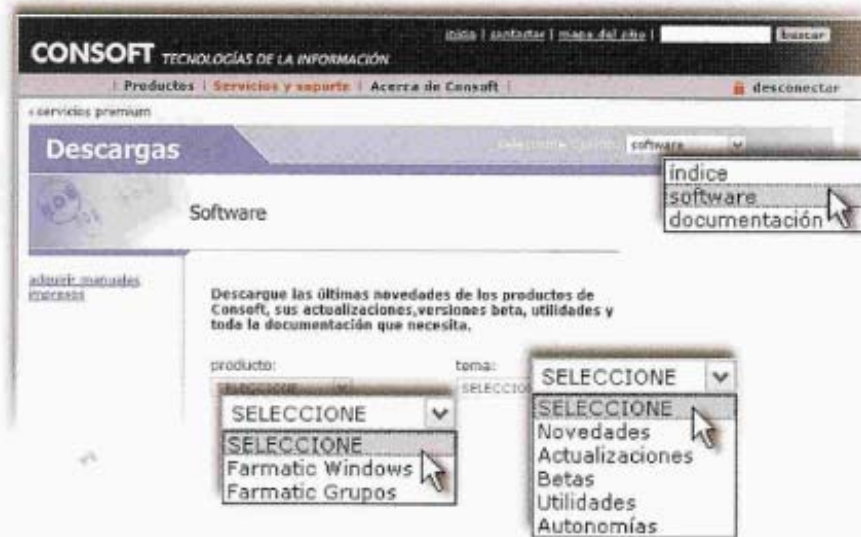 inicio | contactar | mapa del sitio | buscar
CONSOFT TECNOLOGÍAS DE LA INFORMACIÓN
| Productos | Servicios y soporte | Acerca de Consoft |
desconectar
‹ servicios premium
Descargas
software
índice
software
documentación
Software
adquirir manuales
impresos
Descargue las últimas novedades de los productos de
Consoft, sus actualizaciones,versiones beta, utilidades y
toda la documentación que necesita.
producto:
SELECCIONE
SELECCIONE
SELECCIONE
Farmatic Windows
Farmatic Grupos
tema:
SELECCIONE
SELECCIONE
Novedades
Actualizaciones
Betas
Utilidades
Autonomías